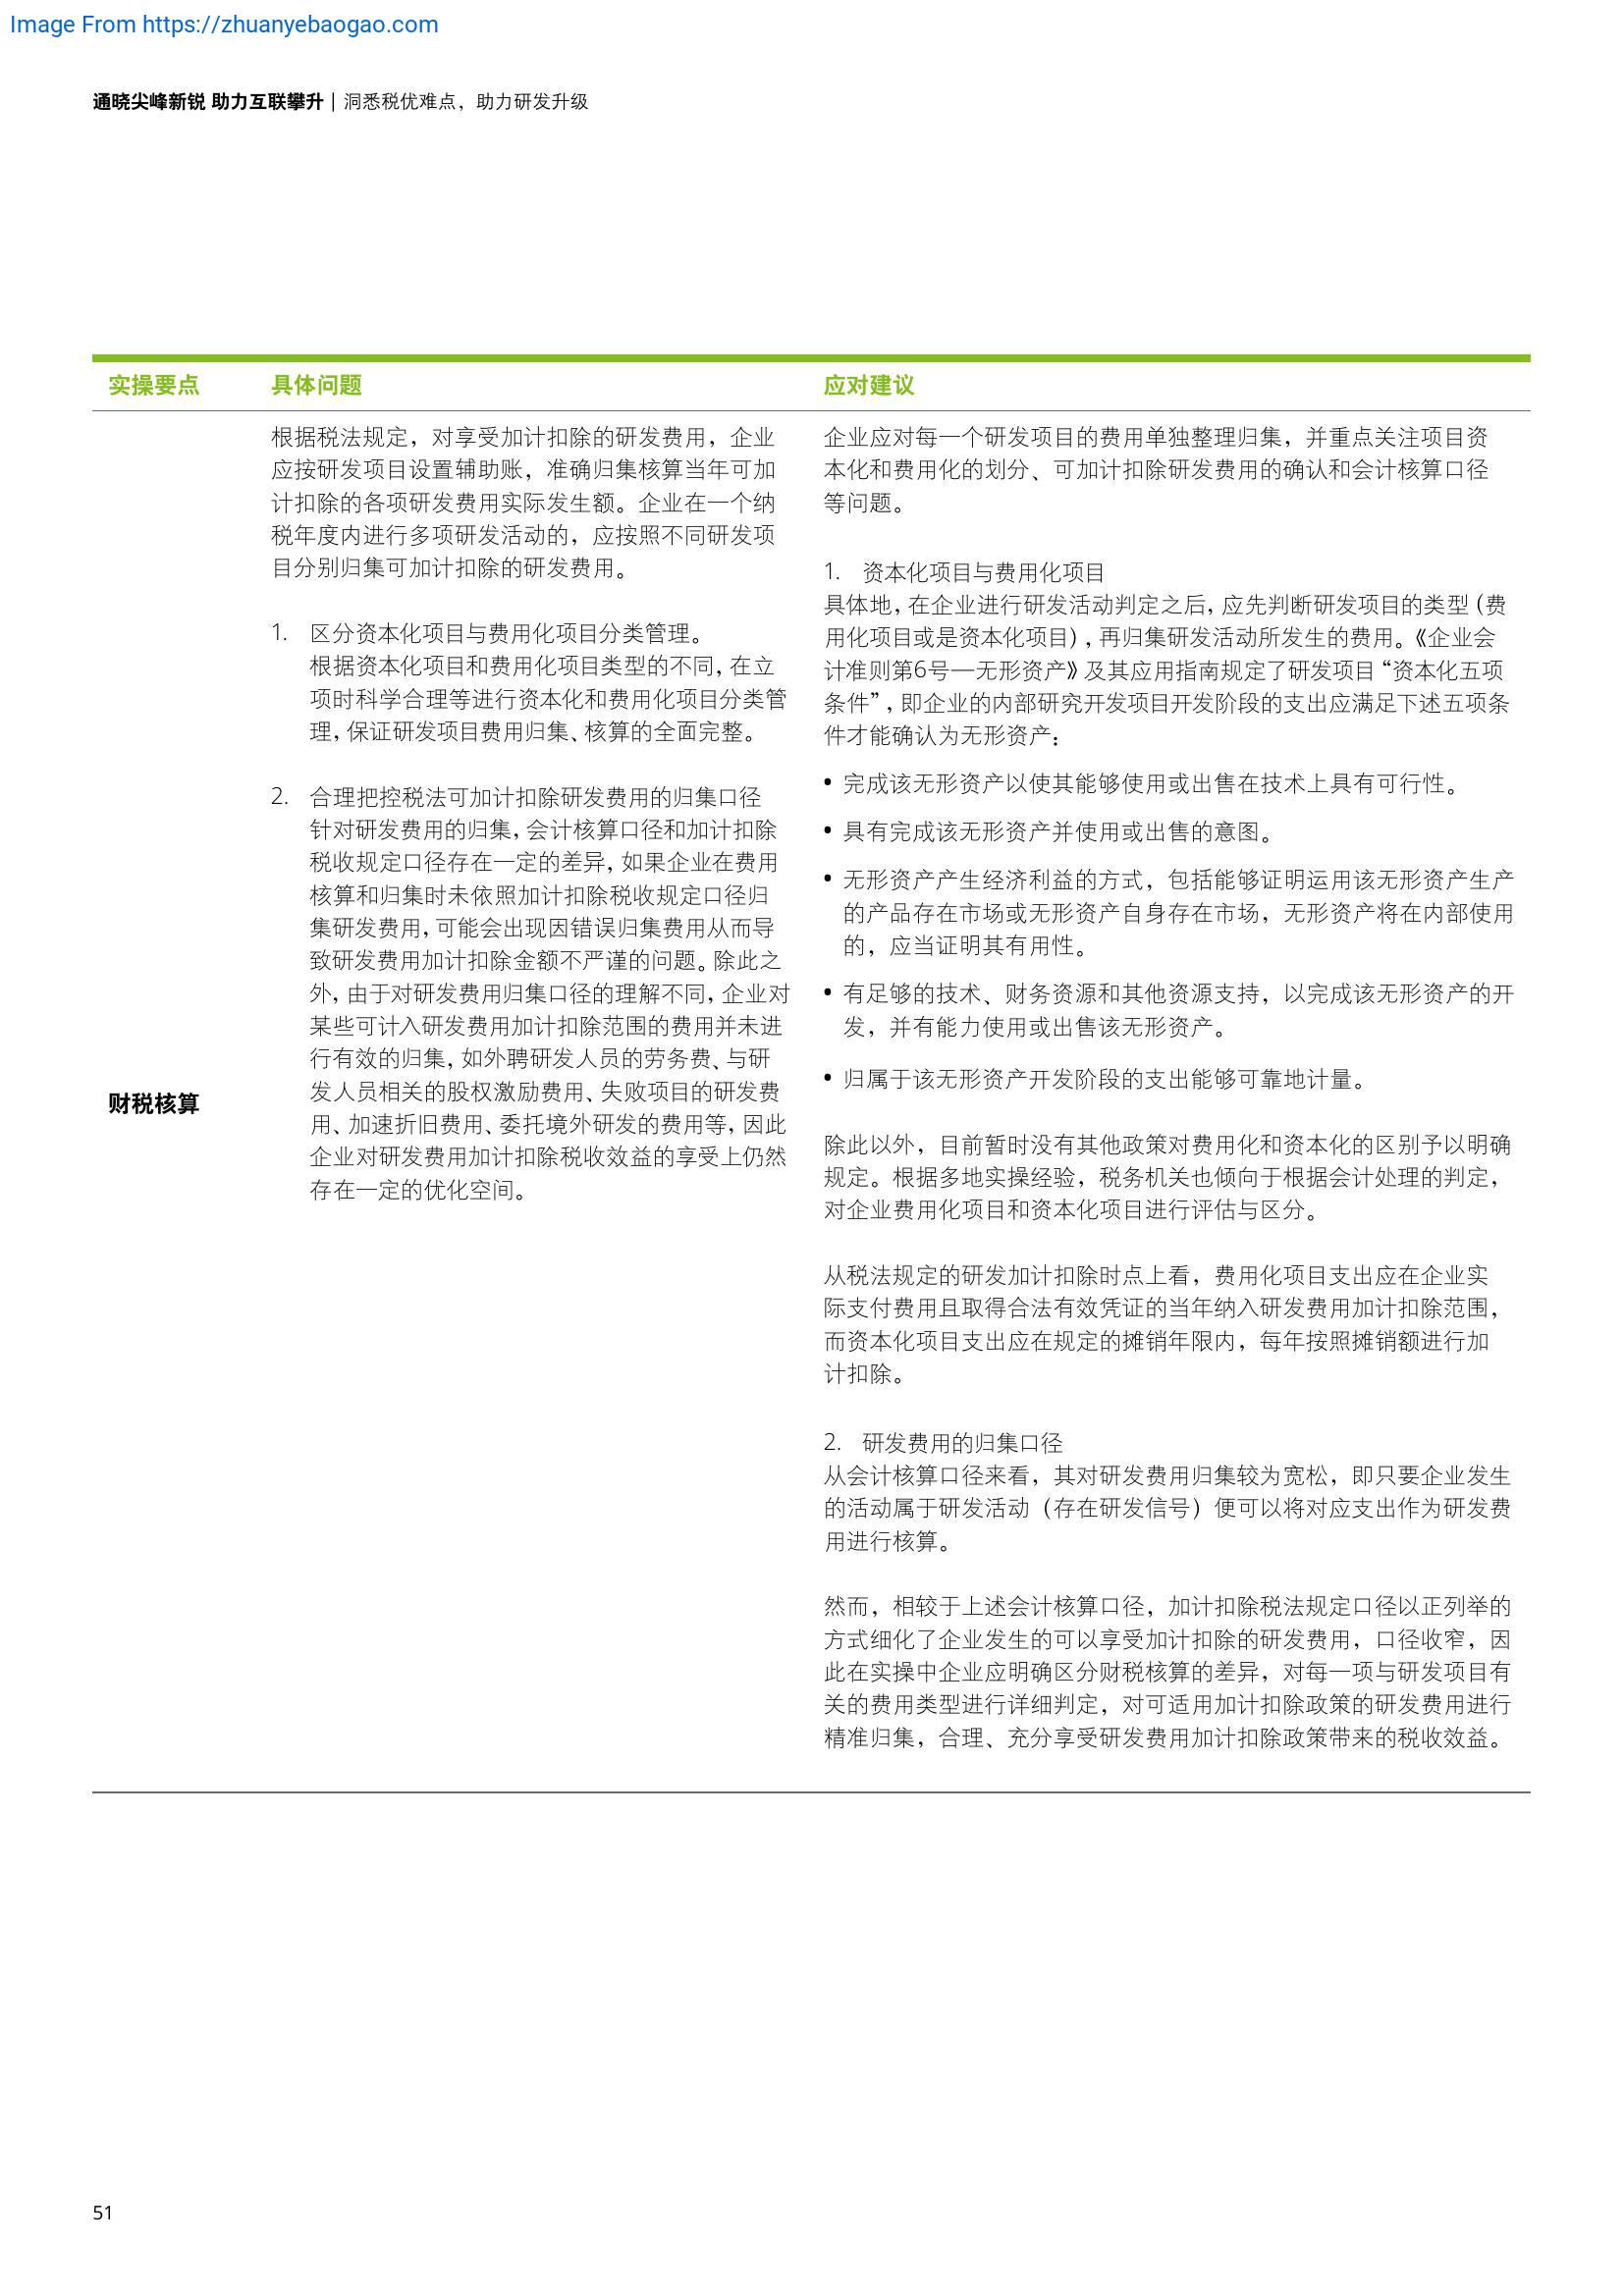 Image From https://zhuanyebaogao.com
通晓尖峰新锐 助力互联攀升 | 洞悉税优难点，助力研发升级
实操要点
具体问题
应对建议
财税核算
根据税法规定，对享受加计扣除的研发费用，企业
应按研发项目设置辅助账，准确归集核算当年可加
计扣除的各项研发费用实际发生额。企业在一个纳
税年度内进行多项研发活动的，应按照不同研发项
目分别归集可加计扣除的研发费用。
1. 区分资本化项目与费用化项目分类管理。
根据资本化项目和费用化项目类型的不同，在立
项时科学合理等进行资本化和费用化项目分类管
理，保证研发项目费用归集、核算的全面完整。
2. 合理把控税法可加计扣除研发费用的归集口径
针对研发费用的归集，会计核算口径和加计扣除
税收规定口径存在一定的差异，如果企业在费用
核算和归集时未依照加计扣除税收规定口径归
集研发费用，可能会出现因错误归集费用从而导
致研发费用加计扣除金额不严谨的问题。除此之
外，由于对研发费用归集口径的理解不同，企业对
某些可计入研发费用加计扣除范围的费用并未进
行有效的归集，如外聘研发人员的劳务费、与研
发人员相关的股权激励费用、失败项目的研发费
用、加速折旧费用、委托境外研发的费用等，因此
企业对研发费用加计扣除税收效益的享受上仍然
存在一定的优化空间。
企业应对每一个研发项目的费用单独整理归集，并重点关注项目资
本化和费用化的划分、可加计扣除研发费用的确认和会计核算口径
等问题。
1. 资本化项目与费用化项目
具体地，在企业进行研发活动判定之后，应先判断研发项目的类型（费
用化项目或是资本化项目），再归集研发活动所发生的费用。《企业会
计准则第6号—无形资产》及其应用指南规定了研发项目“资本化五项
条件”，即企业的内部研究开发项目开发阶段的支出应满足下述五项条
件才能确认为无形资产：
• 完成该无形资产以使其能够使用或出售在技术上具有可行性。
• 具有完成该无形资产并使用或出售的意图。
• 无形资产产生经济利益的方式，包括能够证明运用该无形资产生产
的产品存在市场或无形资产自身存在市场，无形资产将在内部使用
的，应当证明其有用性。
• 有足够的技术、财务资源和其他资源支持，以完成该无形资产的开
发，并有能力使用或出售该无形资产。
• 归属于该无形资产开发阶段的支出能够可靠地计量。
除此以外，目前暂时没有其他政策对费用化和资本化的区别予以明确
规定。根据多地实操经验，税务机关也倾向于根据会计处理的判定，
对企业费用化项目和资本化项目进行评估与区分。
从税法规定的研发加计扣除时点上看，费用化项目支出应在企业实
际支付费用且取得合法有效凭证的当年纳入研发费用加计扣除范围，
而资本化项目支出应在规定的摊销年限内，每年按照摊销额进行加
计扣除。
2. 研发费用的归集口径
从会计核算口径来看，其对研发费用归集较为宽松，即只要企业发生
的活动属于研发活动（存在研发信号）便可以将对应支出作为研发费
用进行核算。
然而，相较于上述会计核算口径，加计扣除税法规定口径以正列举的
方式细化了企业发生的可以享受加计扣除的研发费用，口径收窄，因
此在实操中企业应明确区分财税核算的差异，对每一项与研发项目有
关的费用类型进行详细判定，对可适用加计扣除政策的研发费用进行
精准归集，合理、充分享受研发费用加计扣除政策带来的税收效益。
51